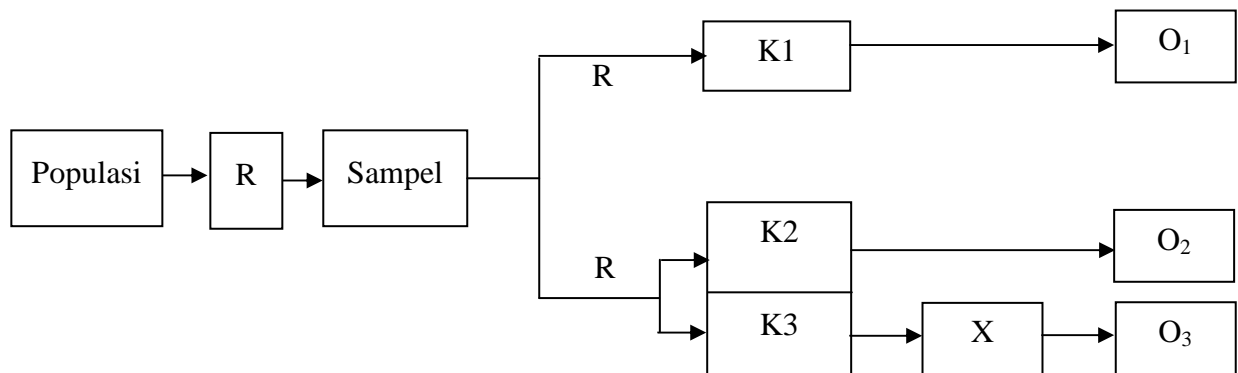 K1
O₁
R
Populasi
R
Sampel
K2
O₂
R
K3
X
O₃